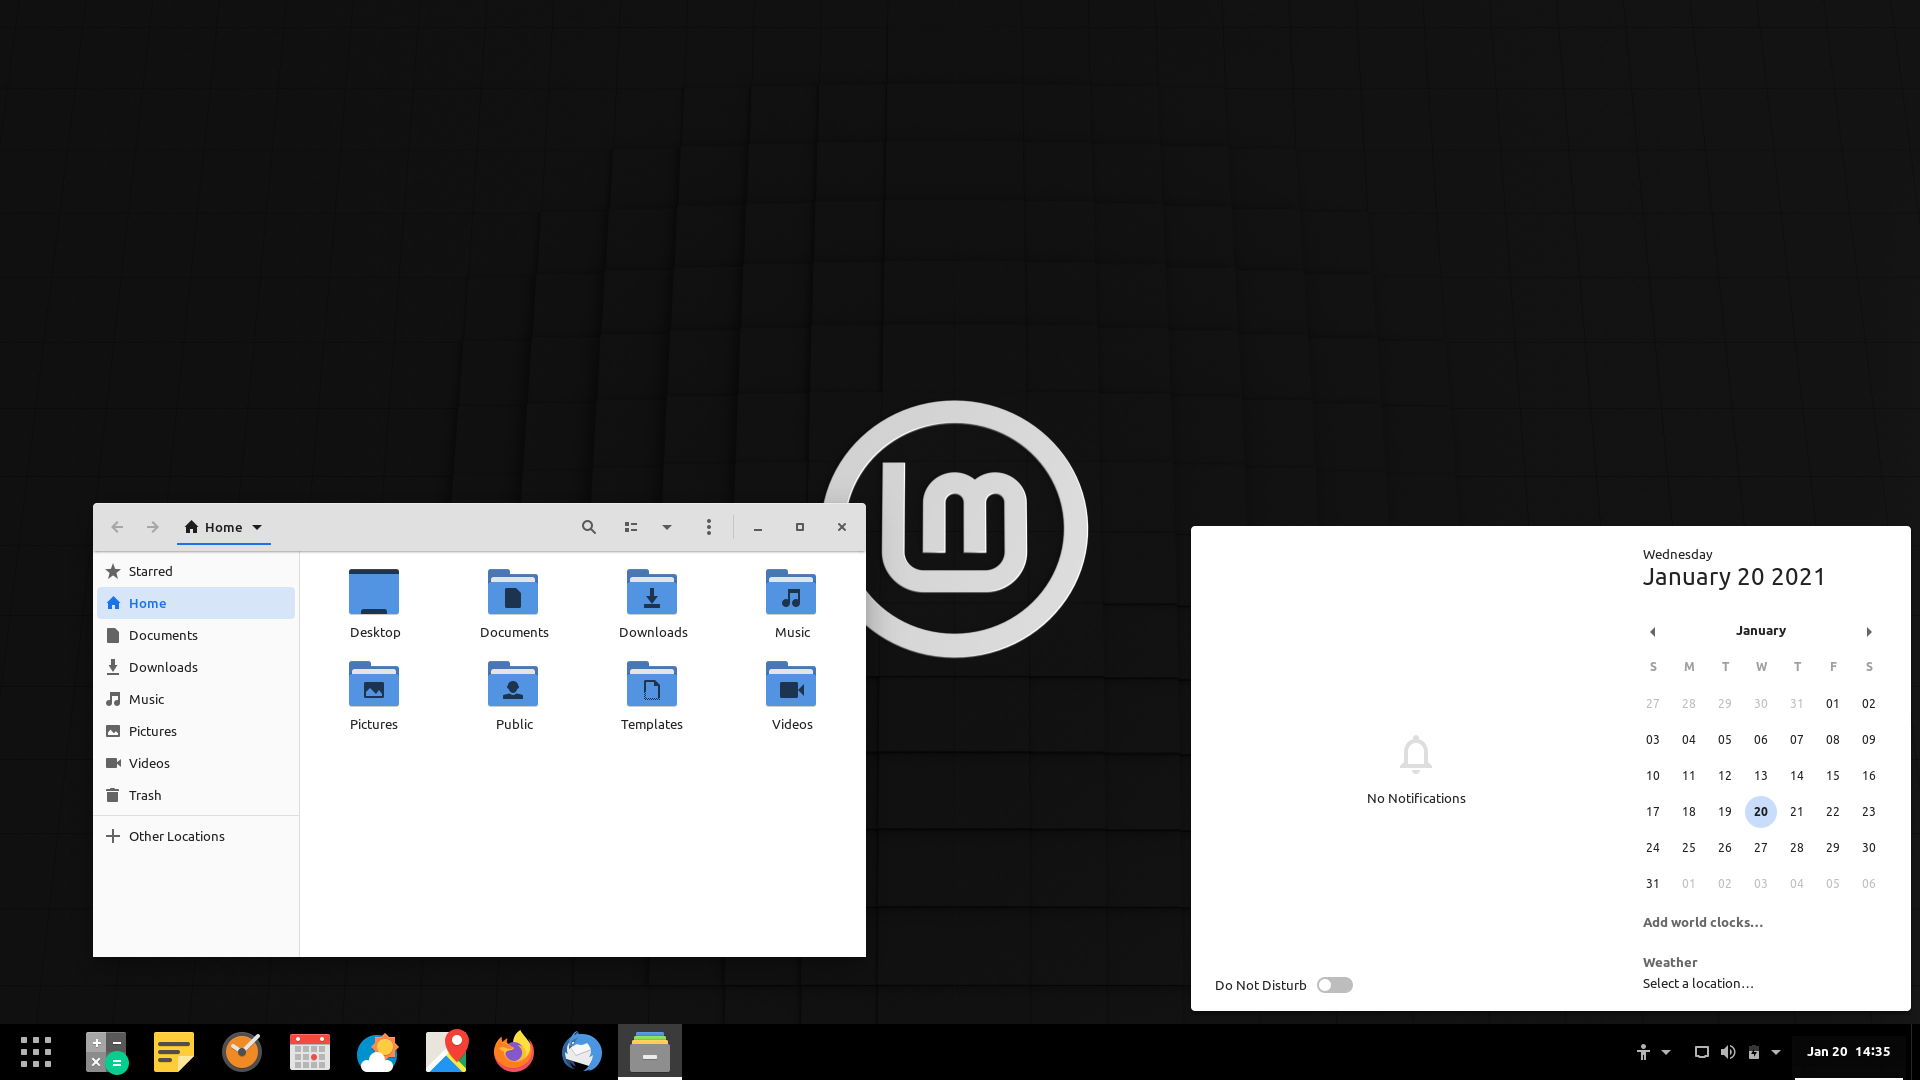 lm
Home
Starred
Home
Documents
Downloads
Music
Pictures
Videos
Trash
Other Locations
Desktop Documents Downloads Music
Pictures Public Templates Videos
No Notifications
Do Not Disturb
Wednesday
January 20 2021
January
S M T W T F S
27 28 29 30 31 01 02
03 04 05 06 07 08 09
10 11 12 13 14 15 16
17 18 19 20 21 22 23
24 25 26 27 28 29 30
31 01 02 03 04 05 06
Add world clocks...
Weather
Select a location...
Jan 20 14:35